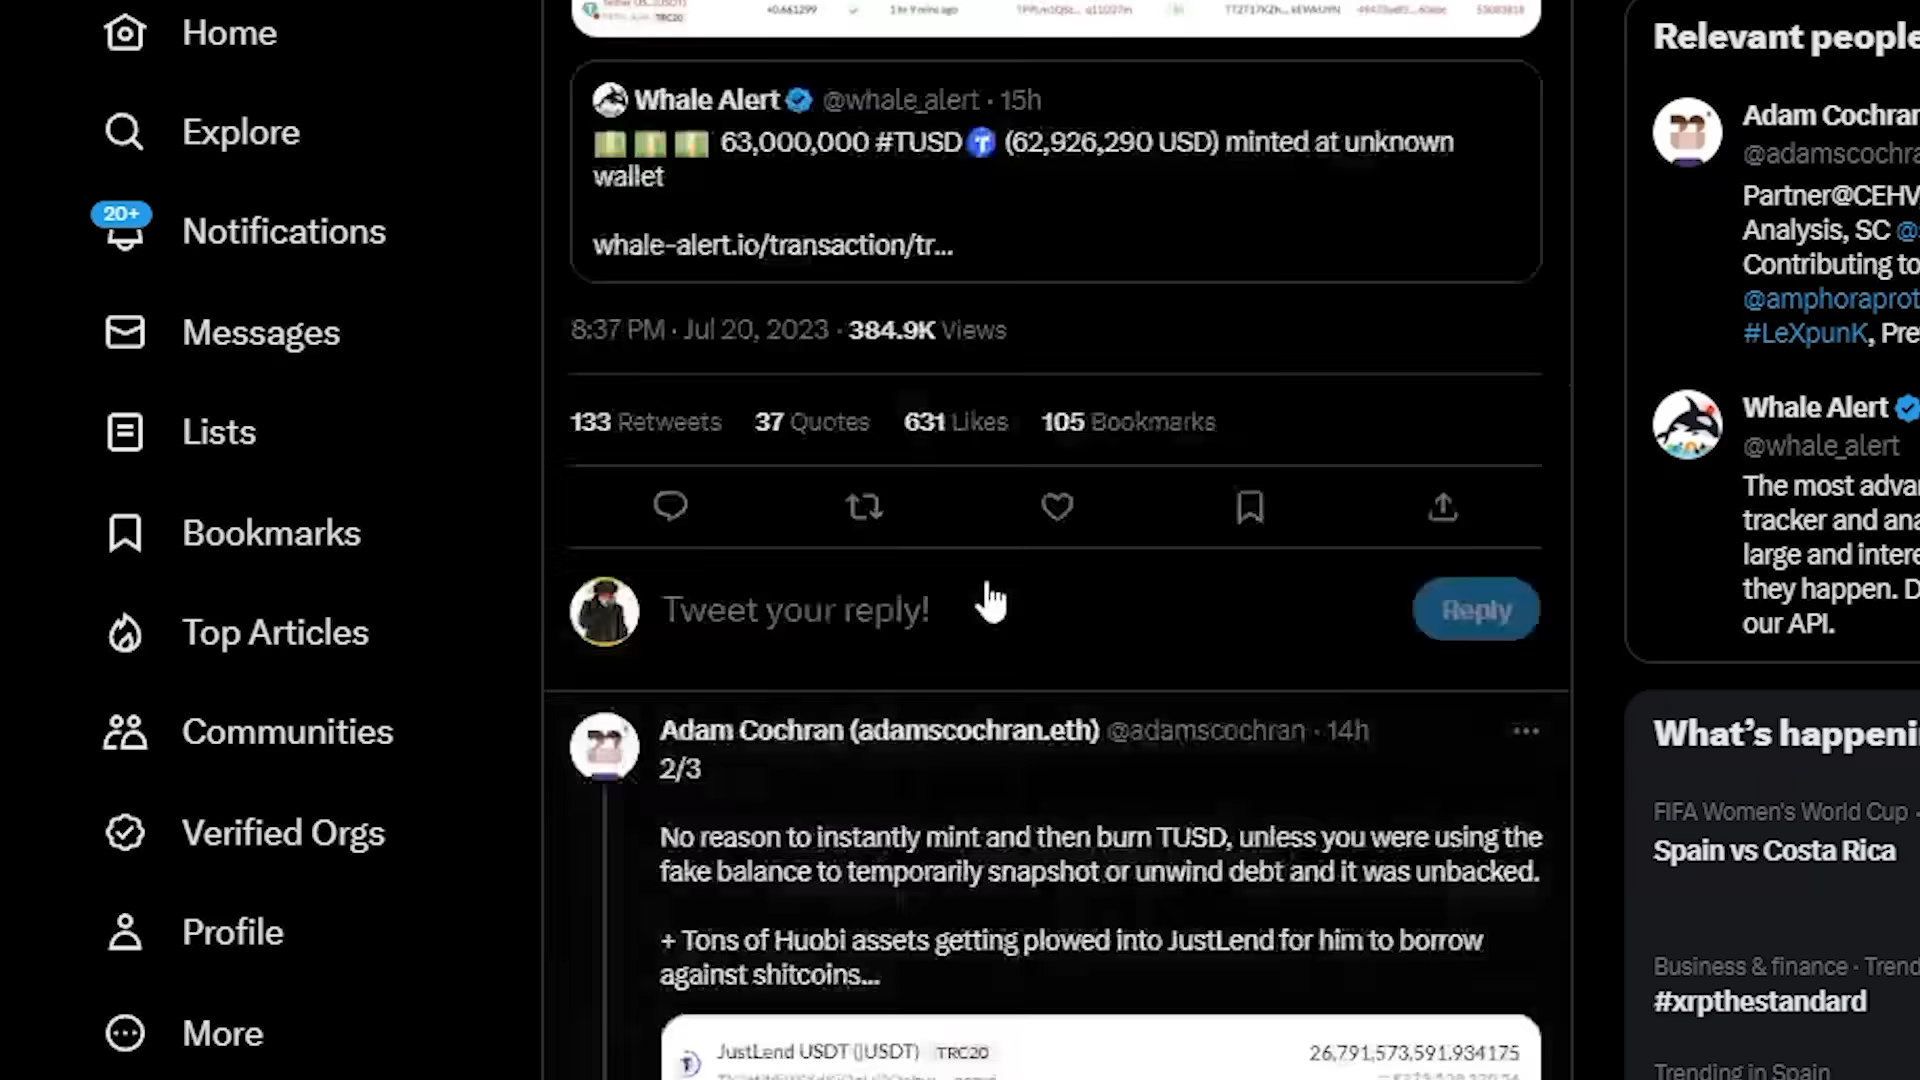 Home
Explore
20+
Notifications
Messages
Lists
Bookmarks
Top Articles
Communities
Verified Orgs
Profile
More
TRC20
+0.661299
Whale Alert @whale_alert · 15h
63,000,000 #TUSD (62,926,290 USD) minted at unknown
wallet
whale-alert.io/transaction/tr...
8:37 PM · Jul 20, 2023 · 384.9K Views
133 Retweets 37 Quotes 631 Likes 105 Bookmarks
Tweet your reply!
Reply
Adam Cochran (adamscochran.eth) @adamscochran · 14h
2/3
No reason to instantly mint and then burn TUSD, unless you were using the
fake balance to temporarily snapshot or unwind debt and it was unbacked.
+ Tons of Huobi assets getting plowed into JustLend for him to borrow
against shitcoins...
JustLend USDT (jUSDT) TRC20
26,791,573,591.934175
Relevant people
Adam Cochran
@adamscochra
Partner@CEHV
Analysis, SC @
Contributing to
@amphoraprot
#LeXpunK, Pre
Whale Alert
@whale_alert
The most advan
tracker and ana
large and intere
they happen. D
our API.
What's happeni
FIFA Women's World Cup ·
Spain vs Costa Rica
Business & finance · Trend
#xrpthestandard
Trending in Spain